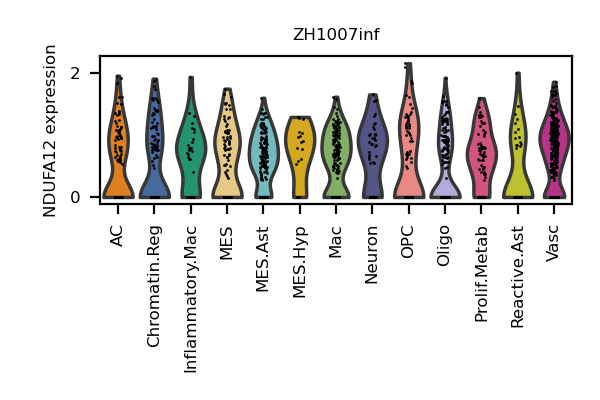 ZH1007inf
NDUFA12 expression
2
0
AC
Chromatin.Reg
Inflammatory.Mac
MES
MES.Ast
MES.Hyp
Mac
Neuron
OPC
Oligo
Prolif.Metab
Reactive.Ast
Vasc